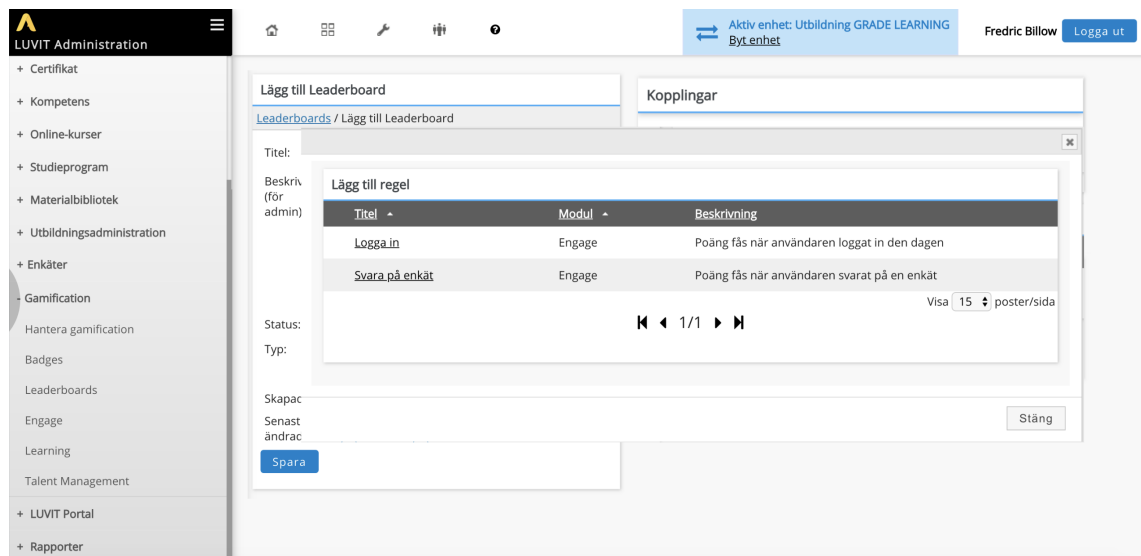 LUVIT Administration
Aktiv enhet: Utbildning GRADE LEARNING
Byt enhet
Fredric Billow
Logga ut
+ Certifikat
+ Kompetens
+ Online-kurser
+ Studieprogram
+ Materialbibliotek
+ Utbildningsadministration
+ Enkäter
- Gamification
Hantera gamification
Badges
Leaderboards
Engage
Learning
Talent Management
+ LUVIT Portal
+ Rapporter
Lägg till Leaderboard
Leaderboards / Lägg till Leaderboard
Titel:
Beskriv
(för
admin)
Status:
Typ:
Skapad
Senast
ändrad
Spara
Kopplingar
Lägg till regel
Titel Modul Beskrivning
Logga in Engage Poäng fås när användaren loggat in den dagen
Svara på enkät Engage Poäng fås när användaren svarat på en enkät
Visa 15 poster/sida
1/1
Stäng